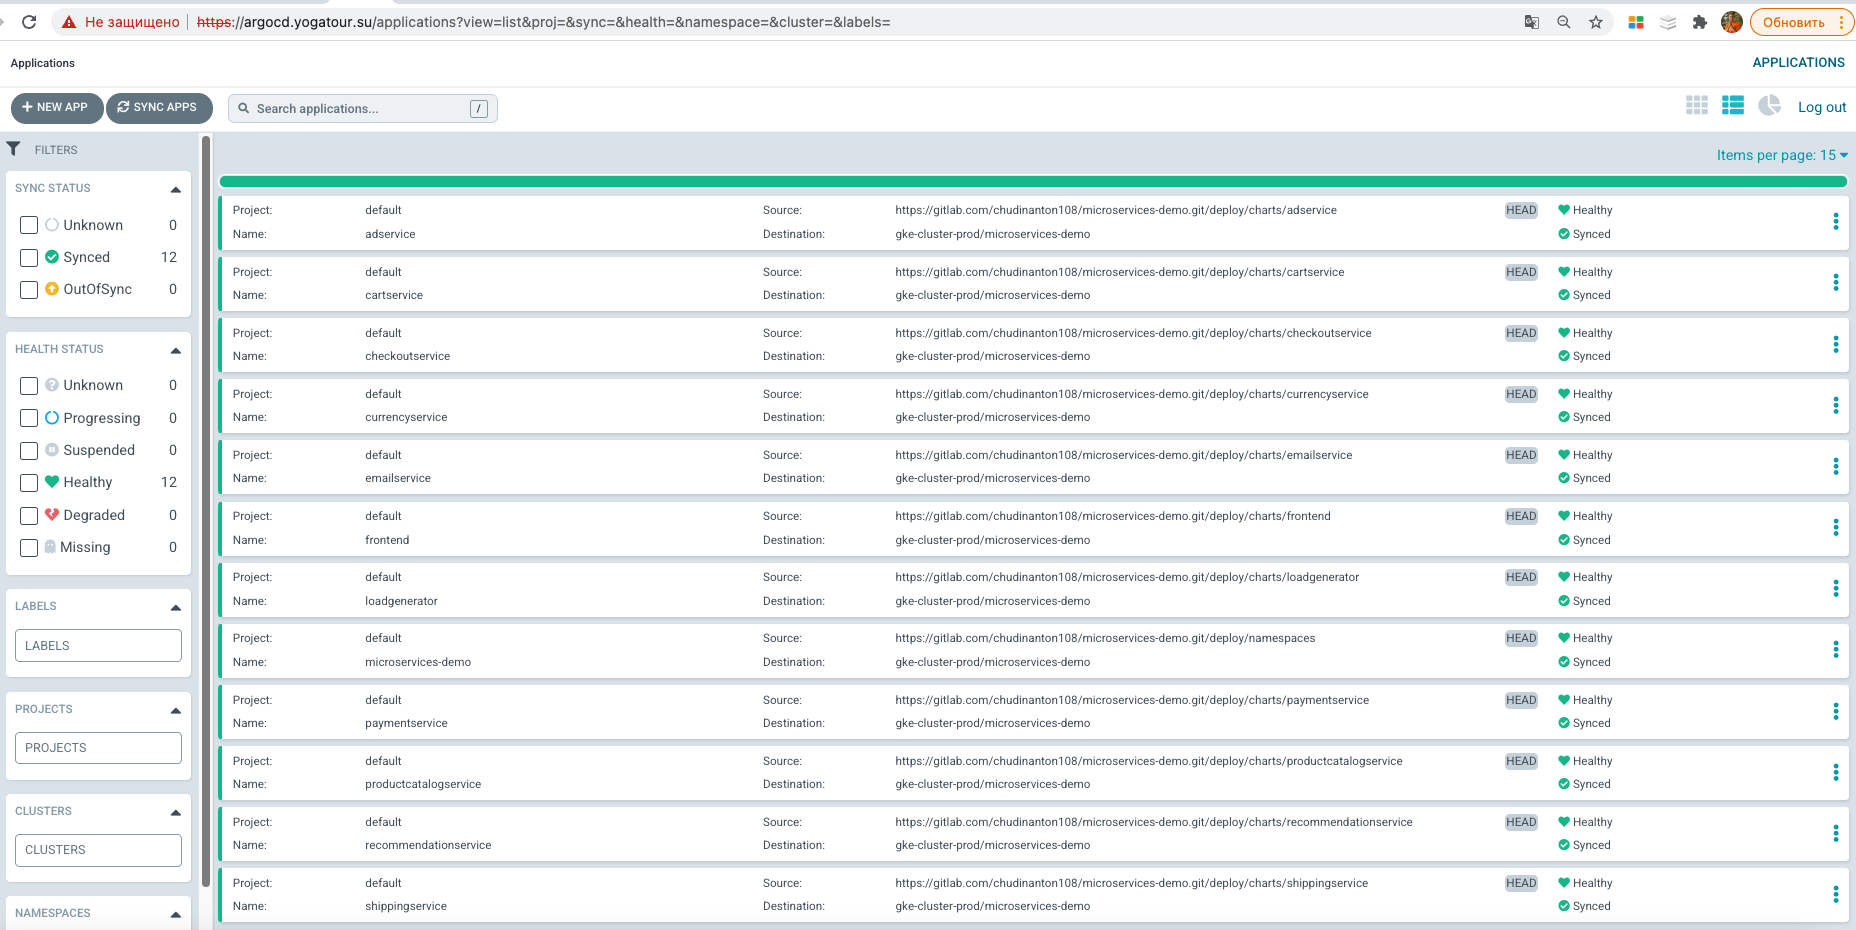 Не защищено https://argocd.yogatour.su/applications?view=list&proj=&sync=&health=&namespace=&cluster=&labels= Обновить
Applications APPLICATIONS
NEW APP SYNC APPS Search applications... / Log out
FILTERS
Items per page: 15
SYNC STATUS
Unknown 0
Synced 12
OutOfSync 0
HEALTH STATUS
Unknown 0
Progressing 0
Suspended 0
Healthy 12
Degraded 0
Missing 0
LABELS
LABELS
PROJECTS
PROJECTS
CLUSTERS
CLUSTERS
NAMESPACES
Project: default Source: https://gitlab.com/chudinanton108/microservices-demo.git/deploy/charts/adservice HEAD Healthy
Name: adservice Destination: gke-cluster-prod/microservices-demo Synced
Project: default Source: https://gitlab.com/chudinanton108/microservices-demo.git/deploy/charts/cartservice HEAD Healthy
Name: cartservice Destination: gke-cluster-prod/microservices-demo Synced
Project: default Source: https://gitlab.com/chudinanton108/microservices-demo.git/deploy/charts/checkoutservice HEAD Healthy
Name: checkoutservice Destination: gke-cluster-prod/microservices-demo Synced
Project: default Source: https://gitlab.com/chudinanton108/microservices-demo.git/deploy/charts/currencyservice HEAD Healthy
Name: currencyservice Destination: gke-cluster-prod/microservices-demo Synced
Project: default Source: https://gitlab.com/chudinanton108/microservices-demo.git/deploy/charts/emailservice HEAD Healthy
Name: emailservice Destination: gke-cluster-prod/microservices-demo Synced
Project: default Source: https://gitlab.com/chudinanton108/microservices-demo.git/deploy/charts/frontend HEAD Healthy
Name: frontend Destination: gke-cluster-prod/microservices-demo Synced
Project: default Source: https://gitlab.com/chudinanton108/microservices-demo.git/deploy/charts/loadgenerator HEAD Healthy
Name: loadgenerator Destination: gke-cluster-prod/microservices-demo Synced
Project: default Source: https://gitlab.com/chudinanton108/microservices-demo.git/deploy/namespaces HEAD Healthy
Name: microservices-demo Destination: gke-cluster-prod/microservices-demo Synced
Project: default Source: https://gitlab.com/chudinanton108/microservices-demo.git/deploy/charts/paymentservice HEAD Healthy
Name: paymentservice Destination: gke-cluster-prod/microservices-demo Synced
Project: default Source: https://gitlab.com/chudinanton108/microservices-demo.git/deploy/charts/productcatalogservice HEAD Healthy
Name: productcatalogservice Destination: gke-cluster-prod/microservices-demo Synced
Project: default Source: https://gitlab.com/chudinanton108/microservices-demo.git/deploy/charts/recommendationservice HEAD Healthy
Name: recommendationservice Destination: gke-cluster-prod/microservices-demo Synced
Project: default Source: https://gitlab.com/chudinanton108/microservices-demo.git/deploy/charts/shippingservice HEAD Healthy
Name: shippingservice Destination: gke-cluster-prod/microservices-demo Synced